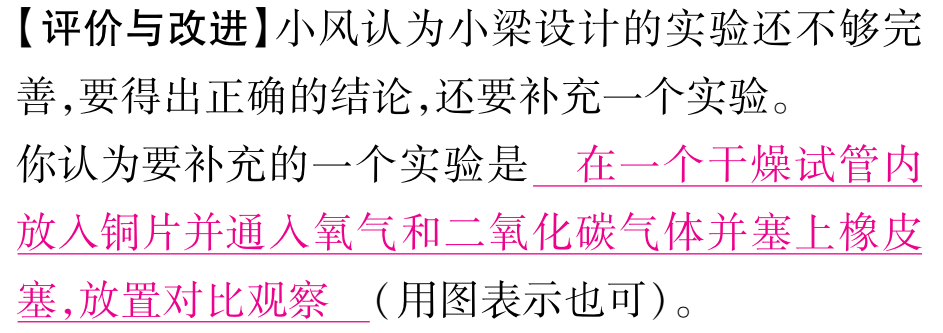 【评价与改进】小风认为小梁设计的实验还不够完
善,要得出正确的结论,还要补充一个实验。
你认为要补充的一个实验是 在一个干燥试管内
放入铜片并通入氧气和二氧化碳气体并塞上橡皮
塞,放置对比观察 (用图表示也可)。